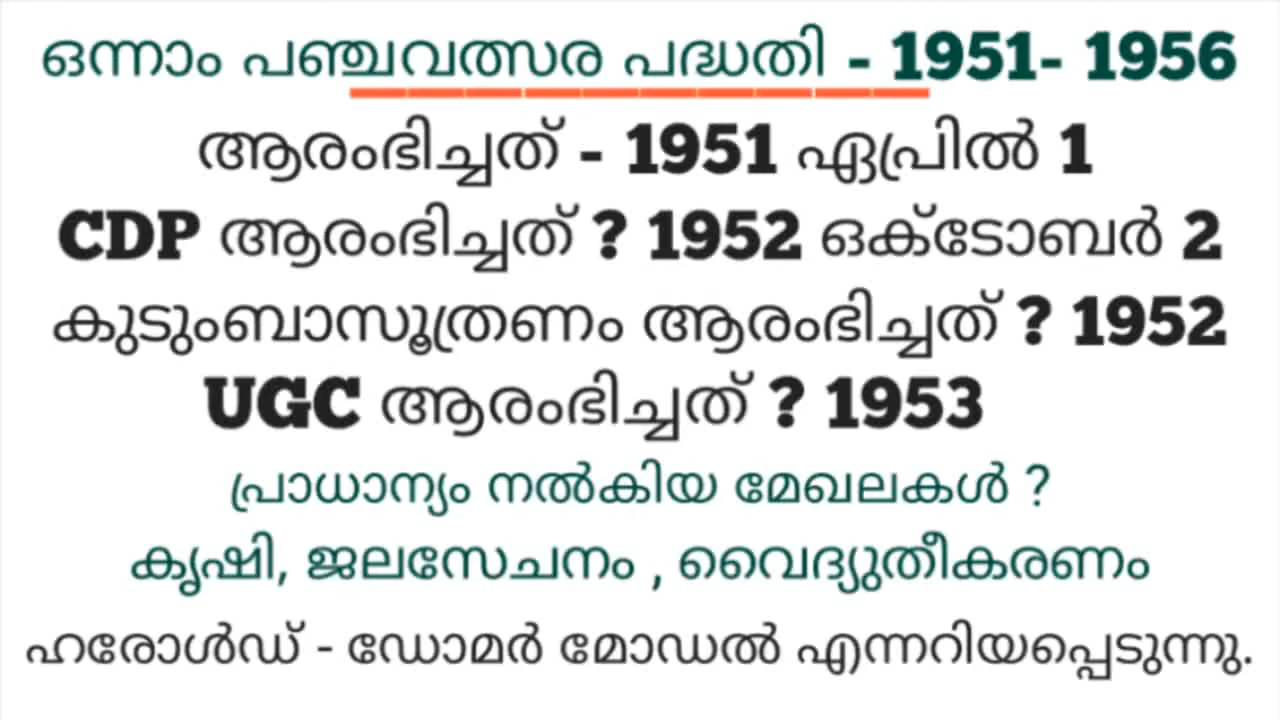 ഒന്നാം പഞ്ചവത്സര പദ്ധതി - 1951- 1956
ആരംഭിച്ചത് - 1951 ഏപ്രിൽ 1
CDP ആരംഭിച്ചത് ? 1952 ഒക്ടോബർ 2
കുടുംബാസൂത്രണം ആരംഭിച്ചത് ? 1952
UGC ആരംഭിച്ചത് ? 1953
പ്രാധാന്യം നൽകിയ മേഖലകൾ ?
കൃഷി, ജലസേചനം , വൈദ്യുതീകരണം
ഹരോൾഡ് - ഡോമർ മോഡൽ എന്നറിയപ്പെടുന്നു.